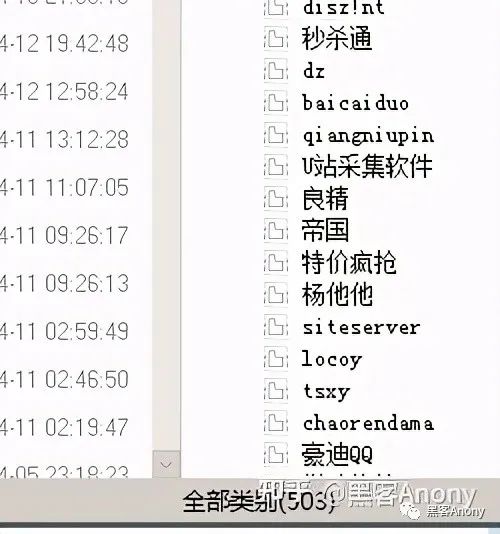 disz!nt
4-12 19:42:48
秒杀通
dz
4-12 12:58:24
baicaiduo
4-11 13:12:28
qiangniupin
U站采集软件
4-11 11:07:05
良精
4-11 09:26:17
帝国
特价疯抢
4-11 09:26:13
杨他他
4-11 02:59:49
siteserver
locoy
4-11 02:46:50
tsxy
4-11 02:19:47
chaorendama
豪迪QQ
4-05 23:18:23
全部类别(503)
知乎 @黑客Anony
黑客Anony